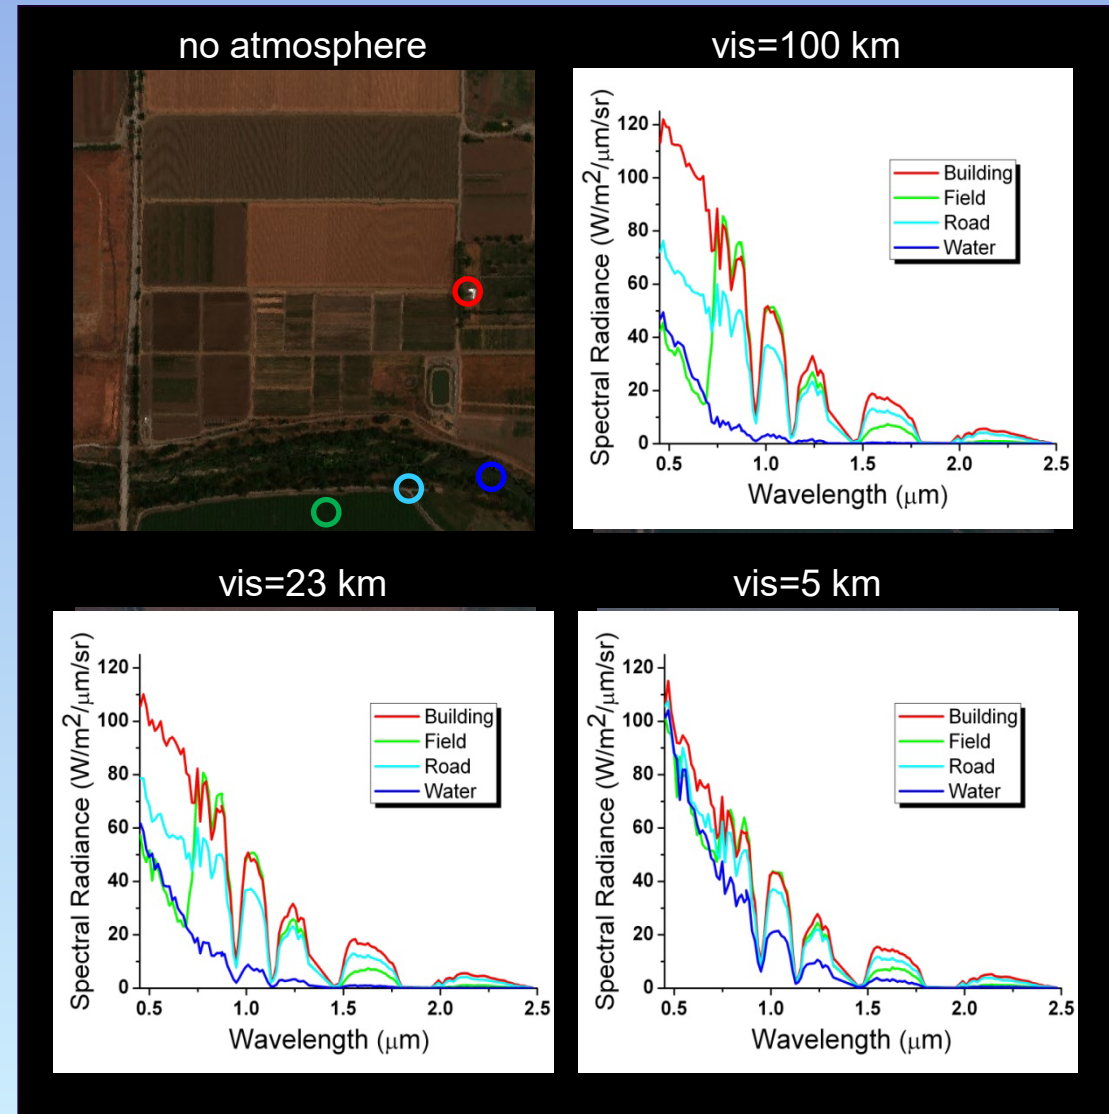 no atmosphere
vis=100 km
Spectral Radiance (W/m²/μm/sr)
120
100
80
60
40
20
0
Building
Field
Road
Water
0.5 1.0 1.5 2.0 2.5
Wavelength (μm)
vis=23 km
Spectral Radiance (W/m²/μm/sr)
120
100
80
60
40
20
0
Building
Field
Road
Water
0.5 1.0 1.5 2.0 2.5
Wavelength (μm)
vis=5 km
Spectral Radiance (W/m²/μm/sr)
120
100
80
60
40
20
0
Building
Field
Road
Water
0.5 1.0 1.5 2.0 2.5
Wavelength (μm)